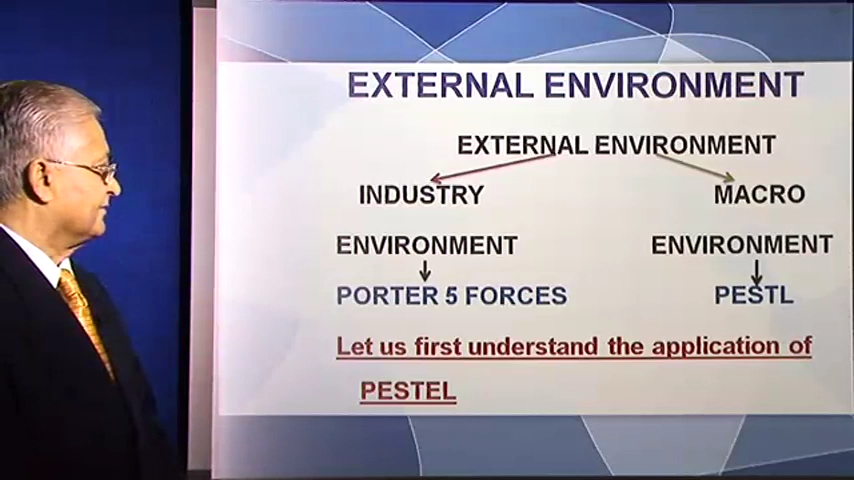 EXTERNAL ENVIRONMENT
EXTERNAL ENVIRONMENT
INDUSTRY MACRO
ENVIRONMENT ENVIRONMENT
PORTER 5 FORCES PESTL
Let us first understand the application of
PESTEL